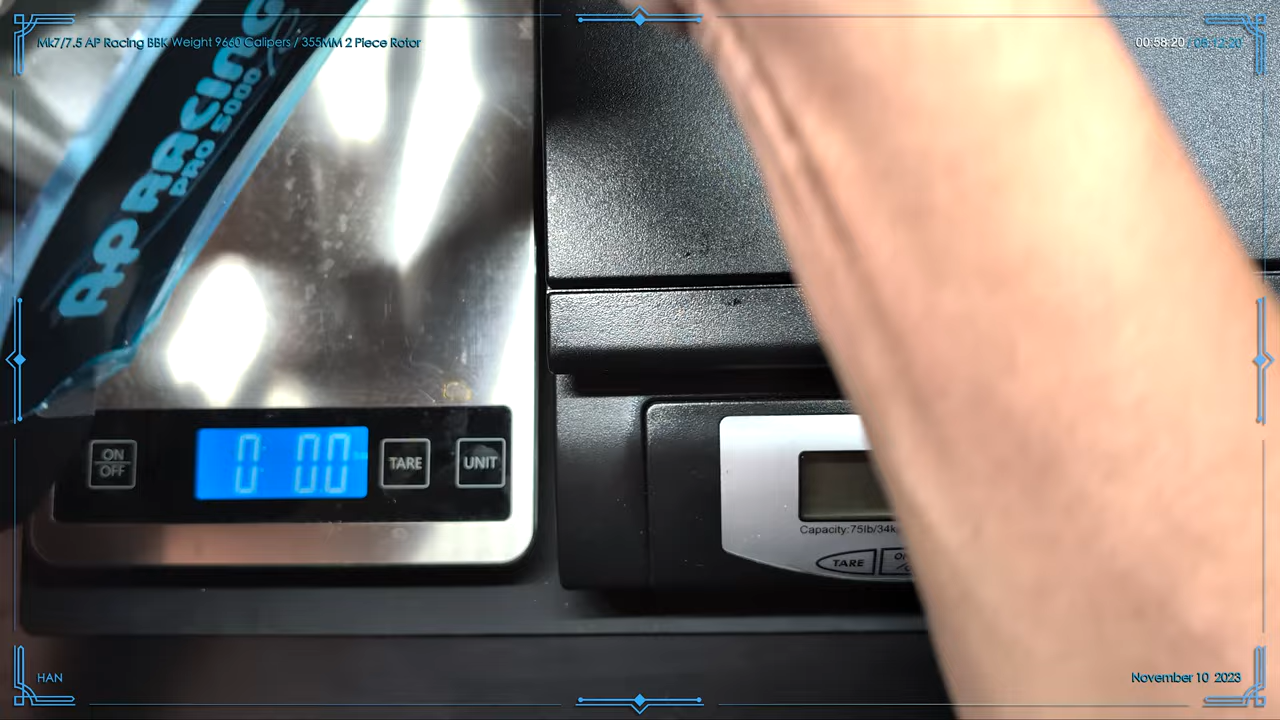 Mk7/7.5 AP Racing BBK Weight 9660 Calipers / 355MM 2 Piece Rotor
00:58:20
AP RACING
PRO 5000
ON
OFF
0 00
TARE
UNIT
Capacity:75lb/34k
TARE
HAN
November 10 2023